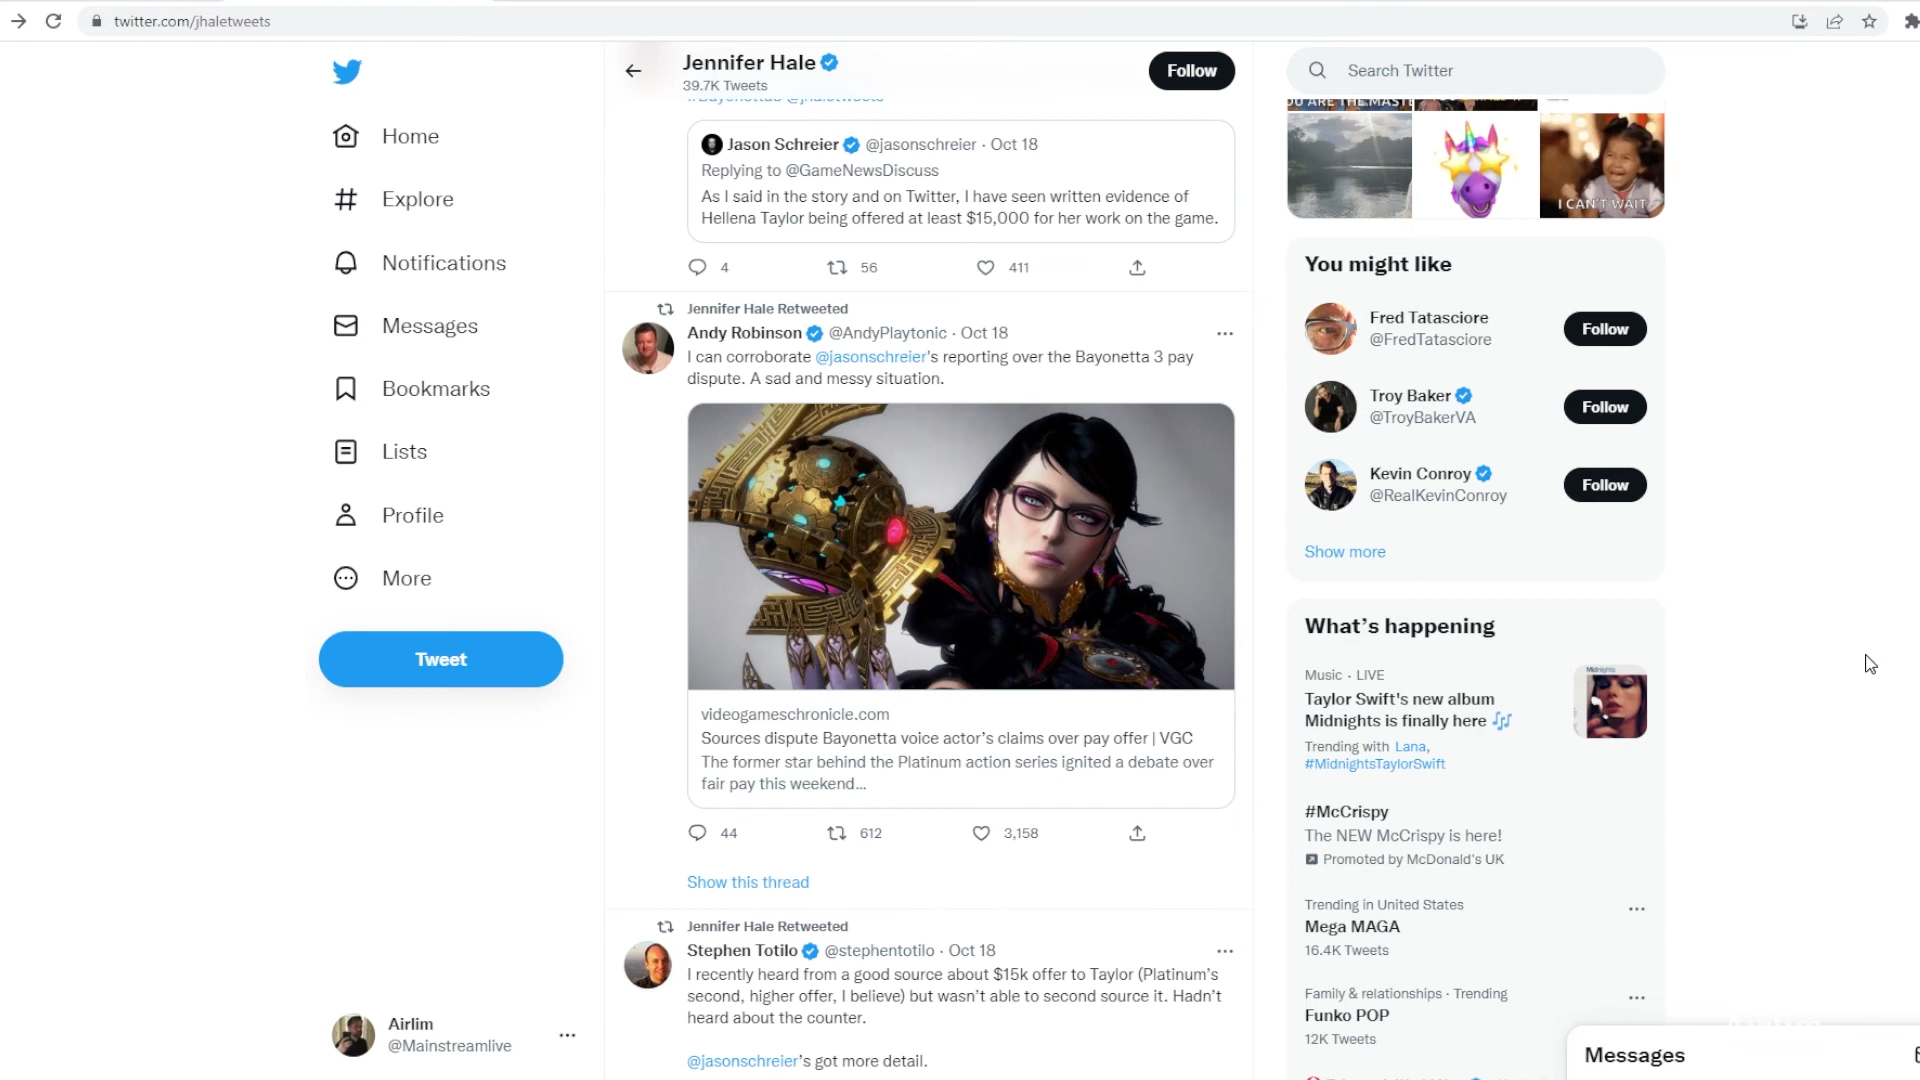 twitter.com/jhaletweets
Home
Explore
Notifications
Messages
Bookmarks
Lists
Profile
More
Tweet
Airlim
@Mainstreamlive
Jennifer Hale
39.7K Tweets
Follow
@jhaletweets
Jason Schreier @jasonschreier · Oct 18
Replying to @GameNewsDiscuss
As I said in the story and on Twitter, I have seen written evidence of
Hellena Taylor being offered at least $15,000 for her work on the game.
4 56 411
Jennifer Hale Retweeted
Andy Robinson @AndyPlaytonic · Oct 18
I can corroborate @jasonschreier's reporting over the Bayonetta 3 pay
dispute. A sad and messy situation.
videogameschronicle.com
Sources dispute Bayonetta voice actor's claims over pay offer | VGC
The former star behind the Platinum action series ignited a debate over
fair pay this weekend...
44 612 3,158
Show this thread
Jennifer Hale Retweeted
Stephen Totilo @stephentotilo · Oct 18
I recently heard from a good source about $15k offer to Taylor (Platinum's
second, higher offer, I believe) but wasn't able to second source it. Hadn't
heard about the counter.
@jasonschreier's got more detail.
Search Twitter
YOU ARE THE MASTE
I CAN'T WAIT
You might like
Fred Tatasciore
@FredTatasciore
Follow
Troy Baker
@TroyBakerVA
Follow
Kevin Conroy
@RealKevinConroy
Follow
Show more
What's happening
Music · LIVE
Taylor Swift's new album
Midnights is finally here
Trending with Lana,
#MidnightsTaylorSwift
Midnights
#McCrispy
The NEW McCrispy is here!
Promoted by McDonald's UK
Trending in United States
Mega MAGA
16.4K Tweets
Family & relationships · Trending
Funko POP
12K Tweets
Messages